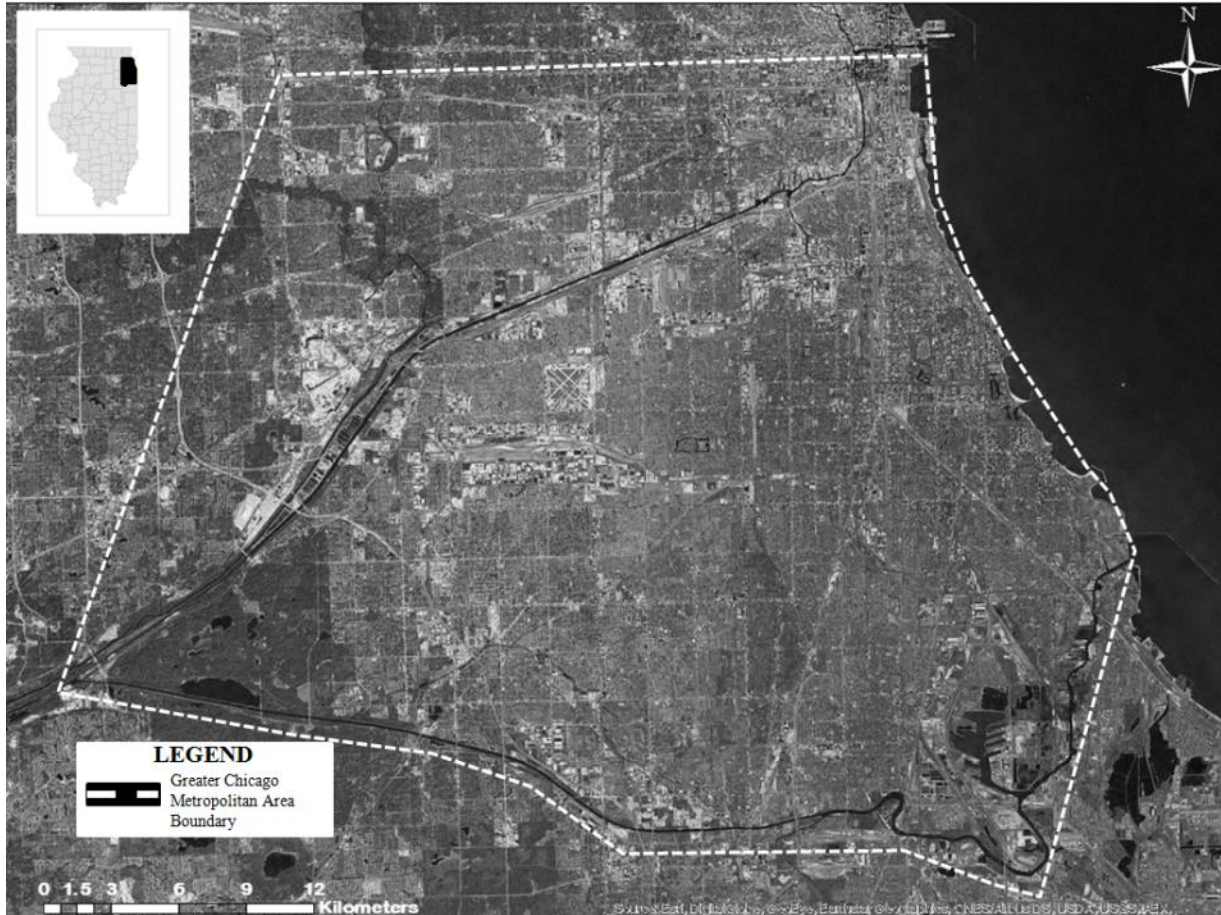 N
LEGEND
Greater Chicago
Metropolitan Area
Boundary
0 1.5 3 6 9 12
Kilometers